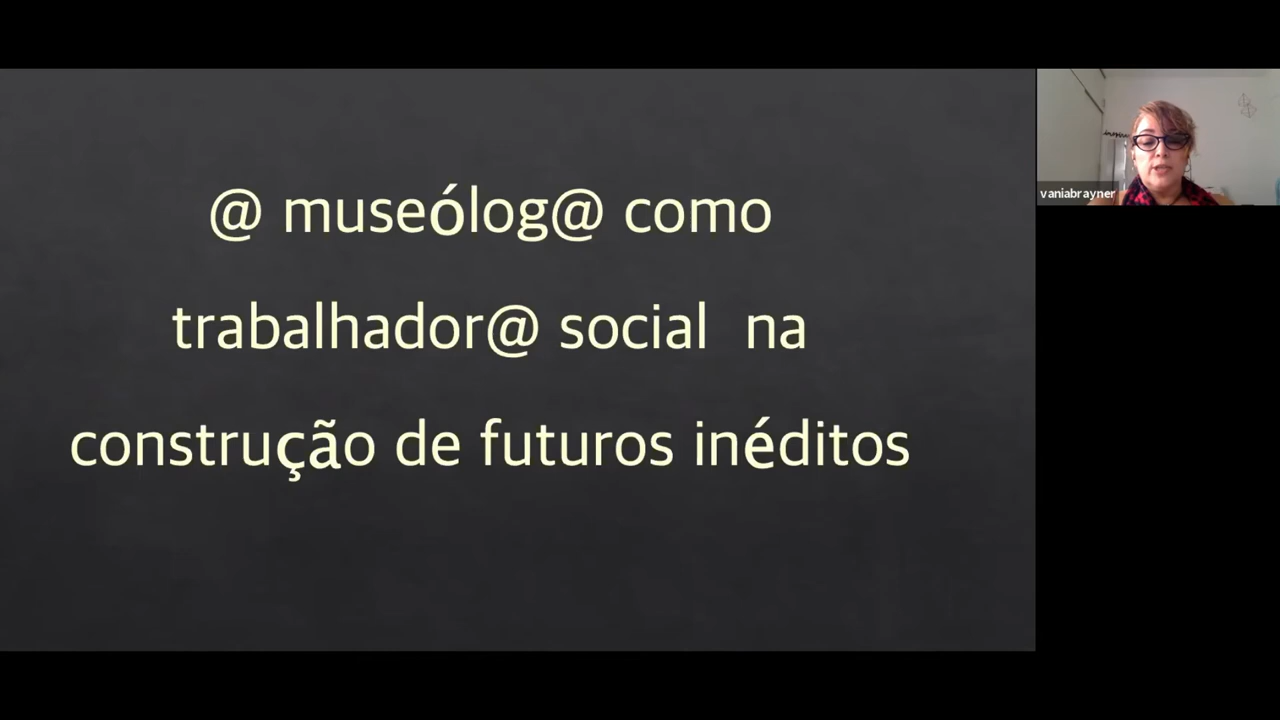 @ museólog@ como
trabalhador@ social na
construção de futuros inéditos
vaniabrayner